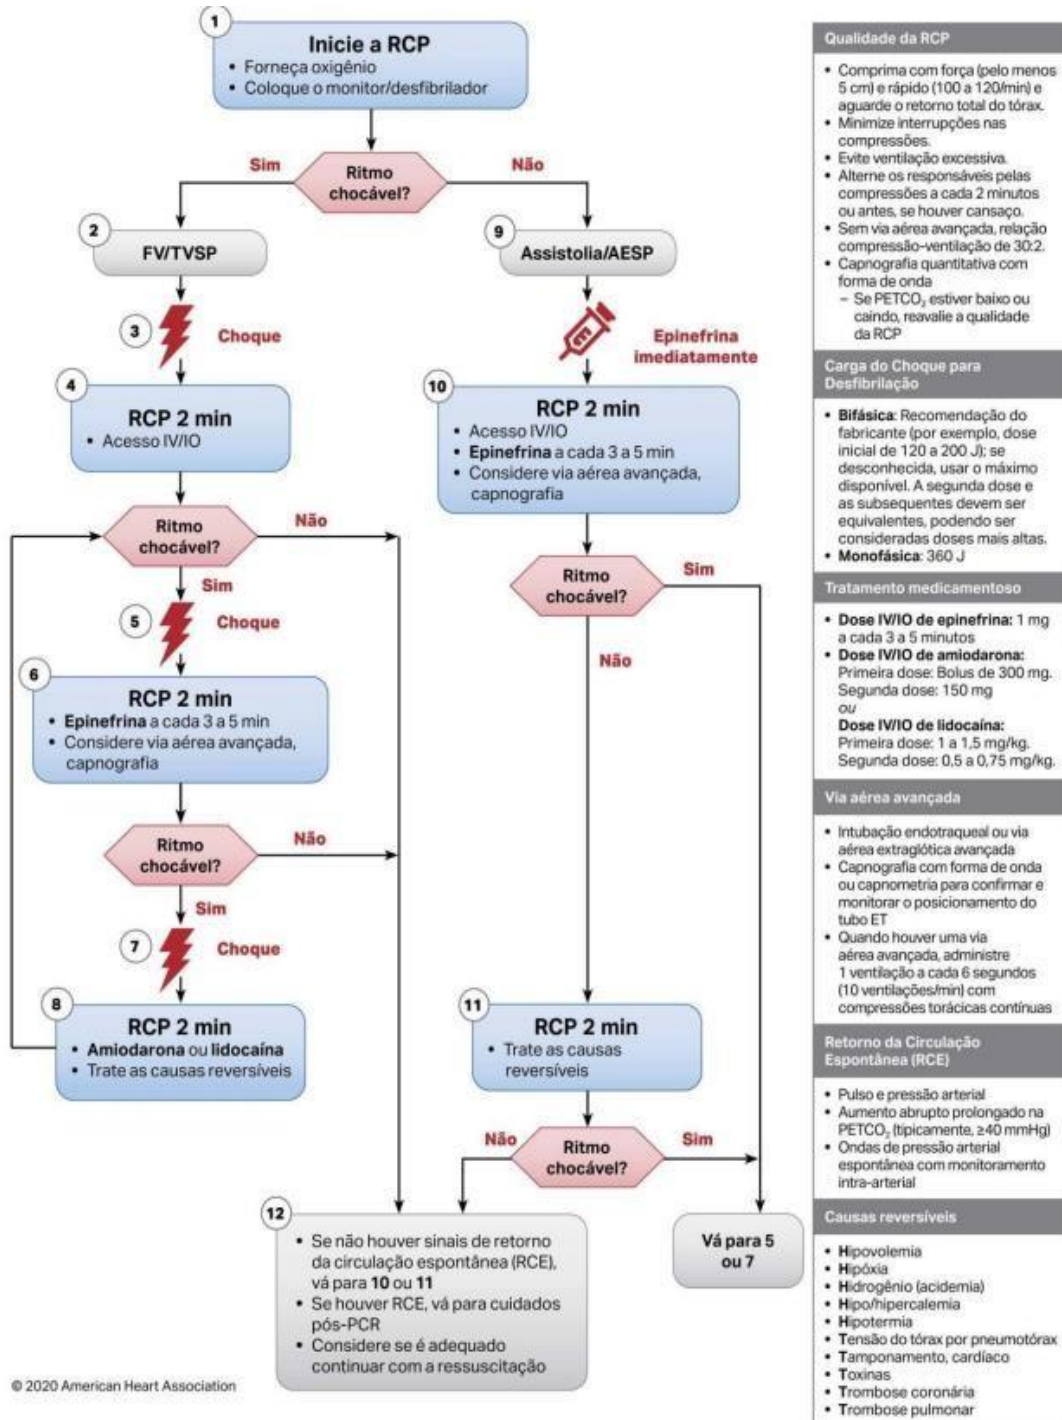 1
Inicie a RCP
• Forneça oxigênio
• Coloque o monitor/desfibrilador
Sim
Ritmo
chocável?
Não
2
FV/TVSP
9
Assistolia/AESP
3
Choque
Epinefrina
imediatamente
4
RCP 2 min
• Acesso IV/IO
10
RCP 2 min
• Acesso IV/IO
• Epinefrina a cada 3 a 5 min
• Considere via aérea avançada,
capnografia
Ritmo
chocável?
Não
Sim
5
Choque
Ritmo
chocável?
Sim
Não
6
RCP 2 min
• Epinefrina a cada 3 a 5 min
• Considere via aérea avançada,
capnografia
Ritmo
chocável?
Não
Sim
7
Choque
8
RCP 2 min
• Amiodarona ou lidocaína
• Trate as causas reversíveis
11
RCP 2 min
• Trate as causas
reversíveis
Não
Ritmo
chocável?
Sim
12
• Se não houver sinais de retorno
da circulação espontânea (RCE),
vá para 10 ou 11
• Se houver RCE, vá para cuidados
pós-PCR
• Considere se é adequado
continuar com a ressuscitação
Vá para 5
ou 7
© 2020 American Heart Association
Qualidade da RCP
• Comprima com força (pelo menos
5 cm) e rápido (100 a 120/min) e
aguarde o retorno total do tórax.
• Minimize interrupções nas
compressões.
• Evite ventilação excessiva.
• Alterne os responsáveis pelas
compressões a cada 2 minutos
ou antes, se houver cansaço.
• Sem via aérea avançada, relação
compressão-ventilação de 30:2.
• Capnografia quantitativa com
forma de onda
– Se PETCO₂ estiver baixo ou
caindo, reavalie a qualidade
da RCP
Carga do Choque para
Desfibrilação
• Bifásica: Recomendação do
fabricante (por exemplo, dose
inicial de 120 a 200 J); se
desconhecida, usar o máximo
disponível. A segunda dose e
as subsequentes devem ser
equivalentes, podendo ser
consideradas doses mais altas.
• Monofásica: 360 J
Tratamento medicamentoso
• Dose IV/IO de epinefrina: 1 mg
a cada 3 a 5 minutos
• Dose IV/IO de amiodarona:
Primeira dose: Bolus de 300 mg.
Segunda dose: 150 mg
ou
Dose IV/IO de lidocaína:
Primeira dose: 1 a 1,5 mg/kg.
Segunda dose: 0,5 a 0,75 mg/kg.
Via aérea avançada
• Intubação endotraqueal ou via
aérea extraglótica avançada
• Capnografia com forma de onda
ou capnometria para confirmar e
monitorar o posicionamento do
tubo ET
• Quando houver uma via
aérea avançada, administre
1 ventilação a cada 6 segundos
(10 ventilações/min) com
compressões torácicas contínuas
Retorno da Circulação
Espontânea (RCE)
• Pulso e pressão arterial
• Aumento abrupto prolongado na
PETCO₂ (tipicamente, ≥40 mmHg)
• Ondas de pressão arterial
espontânea com monitoramento
intra-arterial
Causas reversíveis
• Hipovolemia
• Hipóxia
• Hidrogênio (acidemia)
• Hipo/hipercalemia
• Hipotermia
• Tensão do tórax por pneumotórax
• Tamponamento, cardíaco
• Toxinas
• Trombose coronária
• Trombose pulmonar